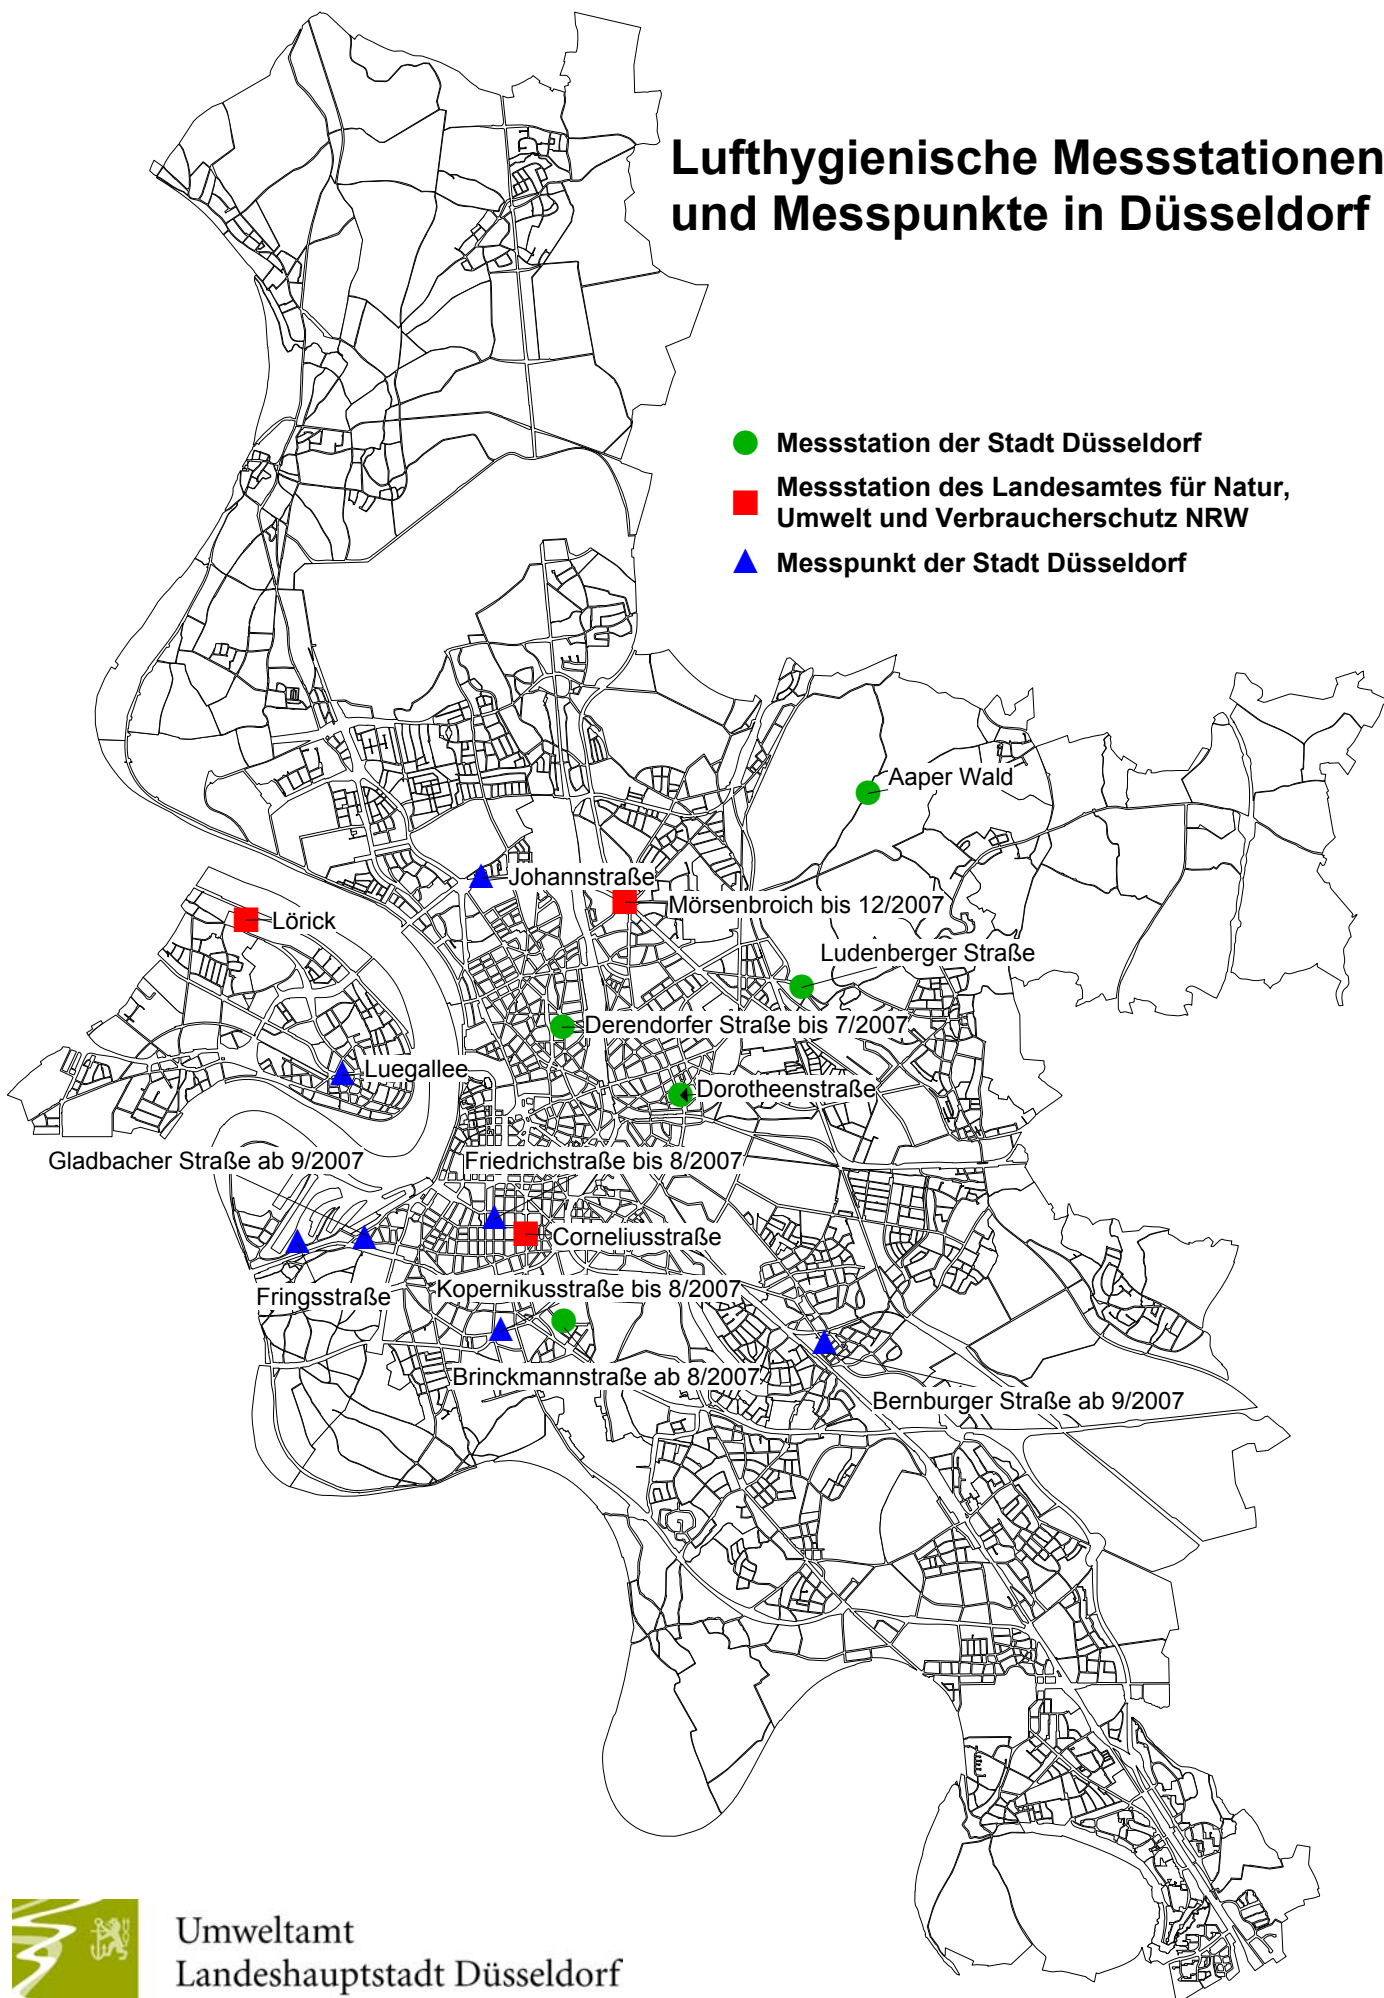 Lufthygienische Messstationen
und Messpunkte in Düsseldorf
Messstation der Stadt Düsseldorf
Messstation des Landesamtes für Natur,
Umwelt und Verbraucherschutz NRW
Messpunkt der Stadt Düsseldorf
Aaper Wald
Johannstraße
Mörsenbroich bis 12/2007
Lörick
Ludenberger Straße
Derendorfer Straße bis 7/2007
Luegallee
Dorotheenstraße
Gladbacher Straße ab 9/2007
Friedrichstraße bis 8/2007
Corneliusstraße
Fringsstraße
Kopernikusstraße bis 8/2007
Brinckmannstraße ab 8/2007
Bernburger Straße ab 9/2007
Umweltamt
Landeshauptstadt Düsseldorf